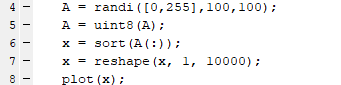 4 - A = randi([0,255],100,100);
5 - A = uint8(A);
6 - x = sort(A(:));
7 - x = reshape(x, 1, 10000);
8 - plot(x);